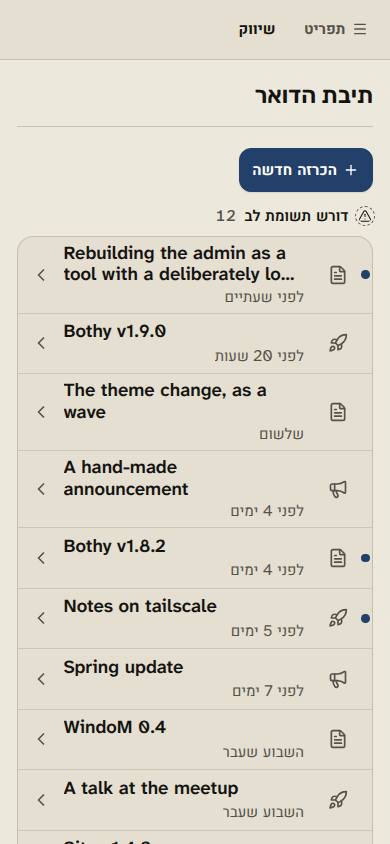 תפריט
שיווק
תיבת הדואר
הכרזה חדשה
דורש תשומת לב 12
Rebuilding the admin as a
tool with a deliberately lo...
לפני שעתיים
Bothy v1.9.0
לפני 20 שעות
The theme change, as a
wave
שלשום
A hand-made
announcement
לפני 4 ימים
Bothy v1.8.2
לפני 4 ימים
Notes on tailscale
לפני 5 ימים
Spring update
לפני 7 ימים
WindoM 0.4
השבוע שעבר
A talk at the meetup
השבוע שעבר